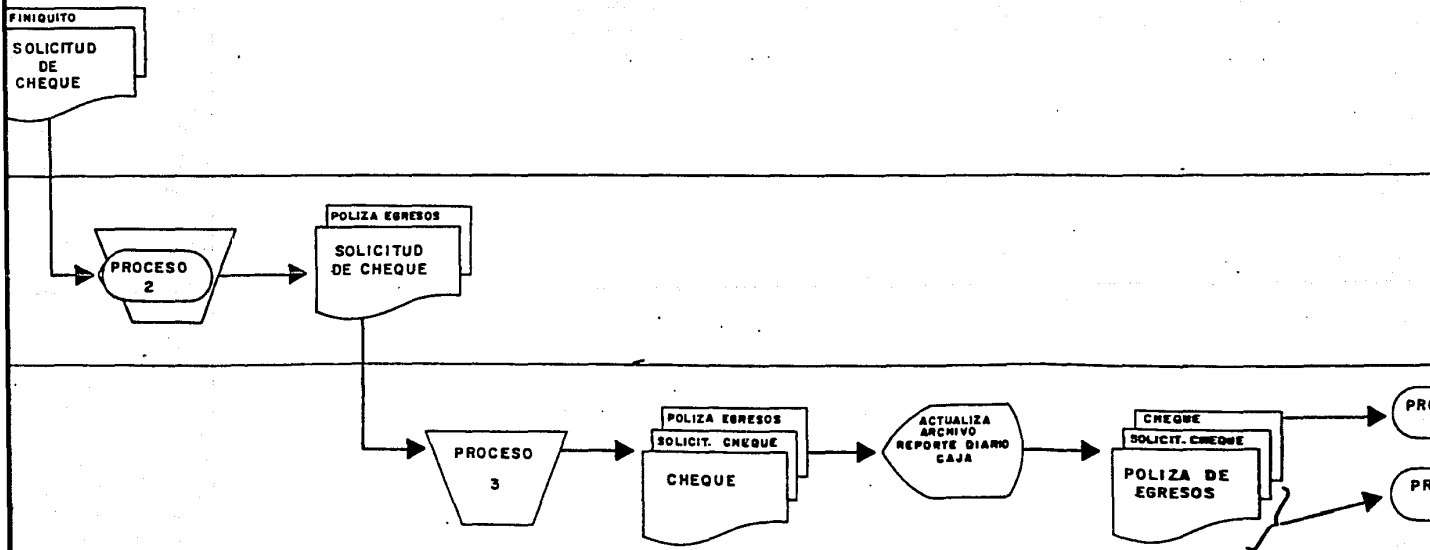 FINIQUITO
SOLICITUD
DE
CHEQUE
POLIZA EGRESOS
SOLICITUD
DE CHEQUE
PROCESO
2
PROCESO
3
POLIZA EGRESOS
SOLICIT. CHEQUE
CHEQUE
ACTUALIZA
ARCHIVO
REPORTE DIARIO
CAJA
CHEQUE
SOLICIT. CHEQUE
POLIZA DE
EGRESOS